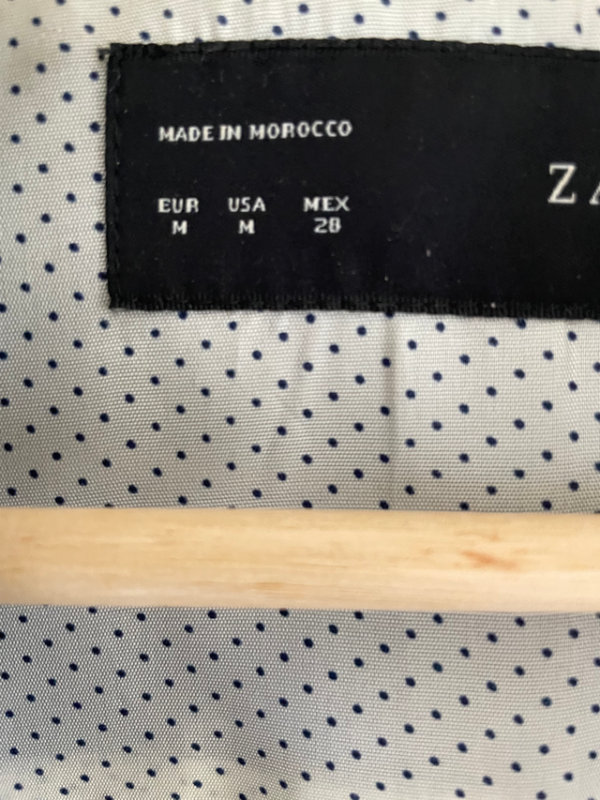 MADE IN MOROCCO
ZA
EUR USA MEX
M M 28